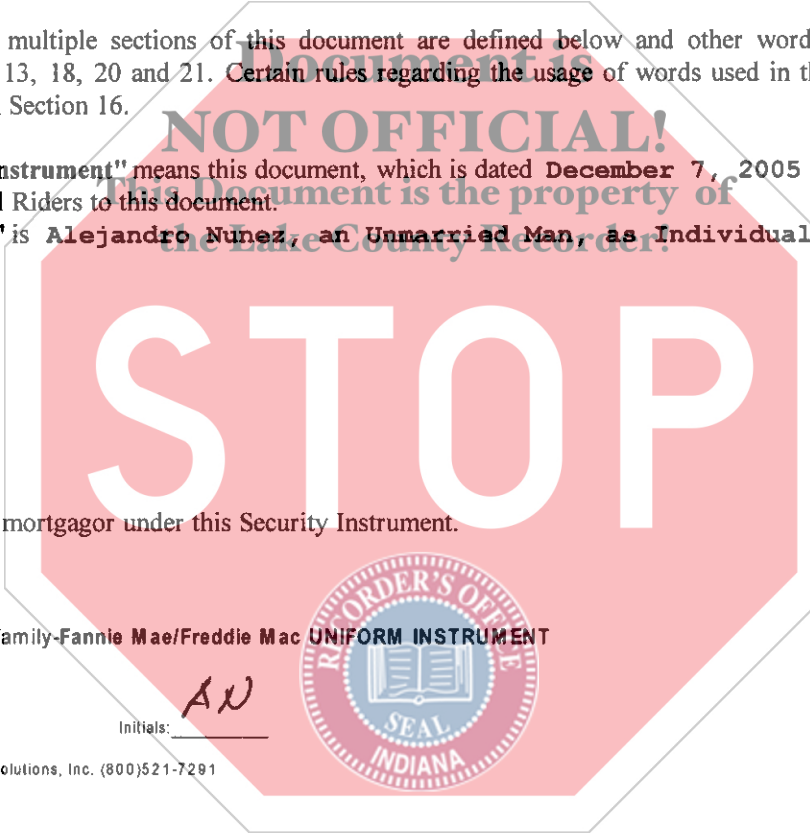 multiple sections of this document are defined below and other word
Document is
13, 18, 20 and 21. Certain rules regarding the usage of words used in th
Section 16.
NOT OFFICIAL!
nstrument" means this document, which is dated December 7, 2005
This Document is the property of
Riders to this document.
" is Alejandro Nunez, an Unmarried Man, as Individual
the Lake County Recorder!
STOP
mortgagor under this Security Instrument.
RECORDER'S OFFICE
SEAL
INDIANA
amily-Fannie Mae/Freddie Mac UNIFORM INSTRUMENT
AN
Initials:
olutions, Inc. (800)521-7291